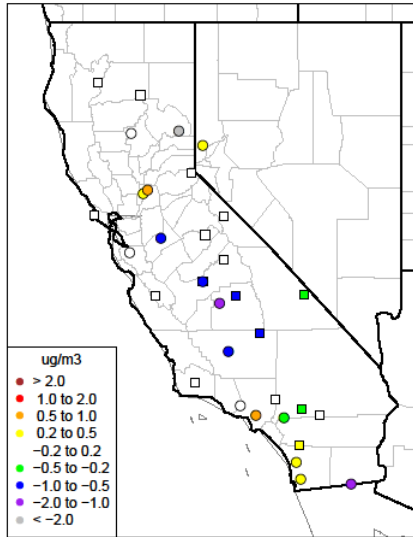 ug/m3
> 2.0
1.0 to 2.0
0.5 to 1.0
0.2 to 0.5
−0.2 to 0.2
−0.5 to −0.2
−1.0 to −0.5
−2.0 to −1.0
< −2.0